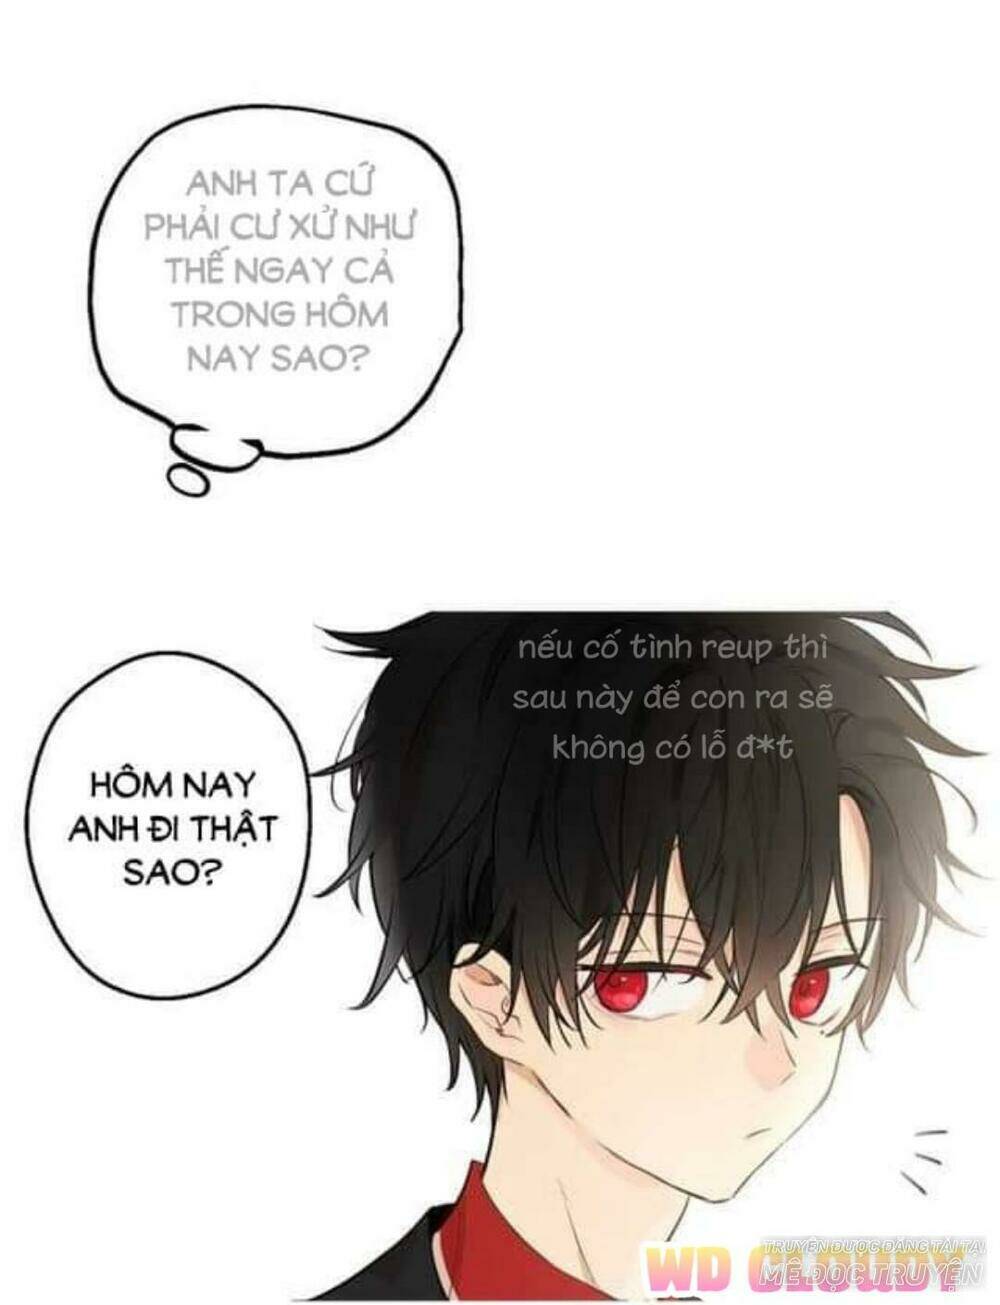 ANH TA CỨ
PHẢI CƯ XỬ NHƯ
THẾ NGAY CẢ
TRONG HÔM
NAY SAO?
nếu cố tình reup thì
sau này để con ra sẽ
không có lỗ đ*t
HÔM NAY
ANH ĐI THẬT
SAO?
WD CLOUDY
TRUYỆN ĐƯỢC ĐĂNG TẢI TẠI
MÊ ĐỌC TRUYỆN